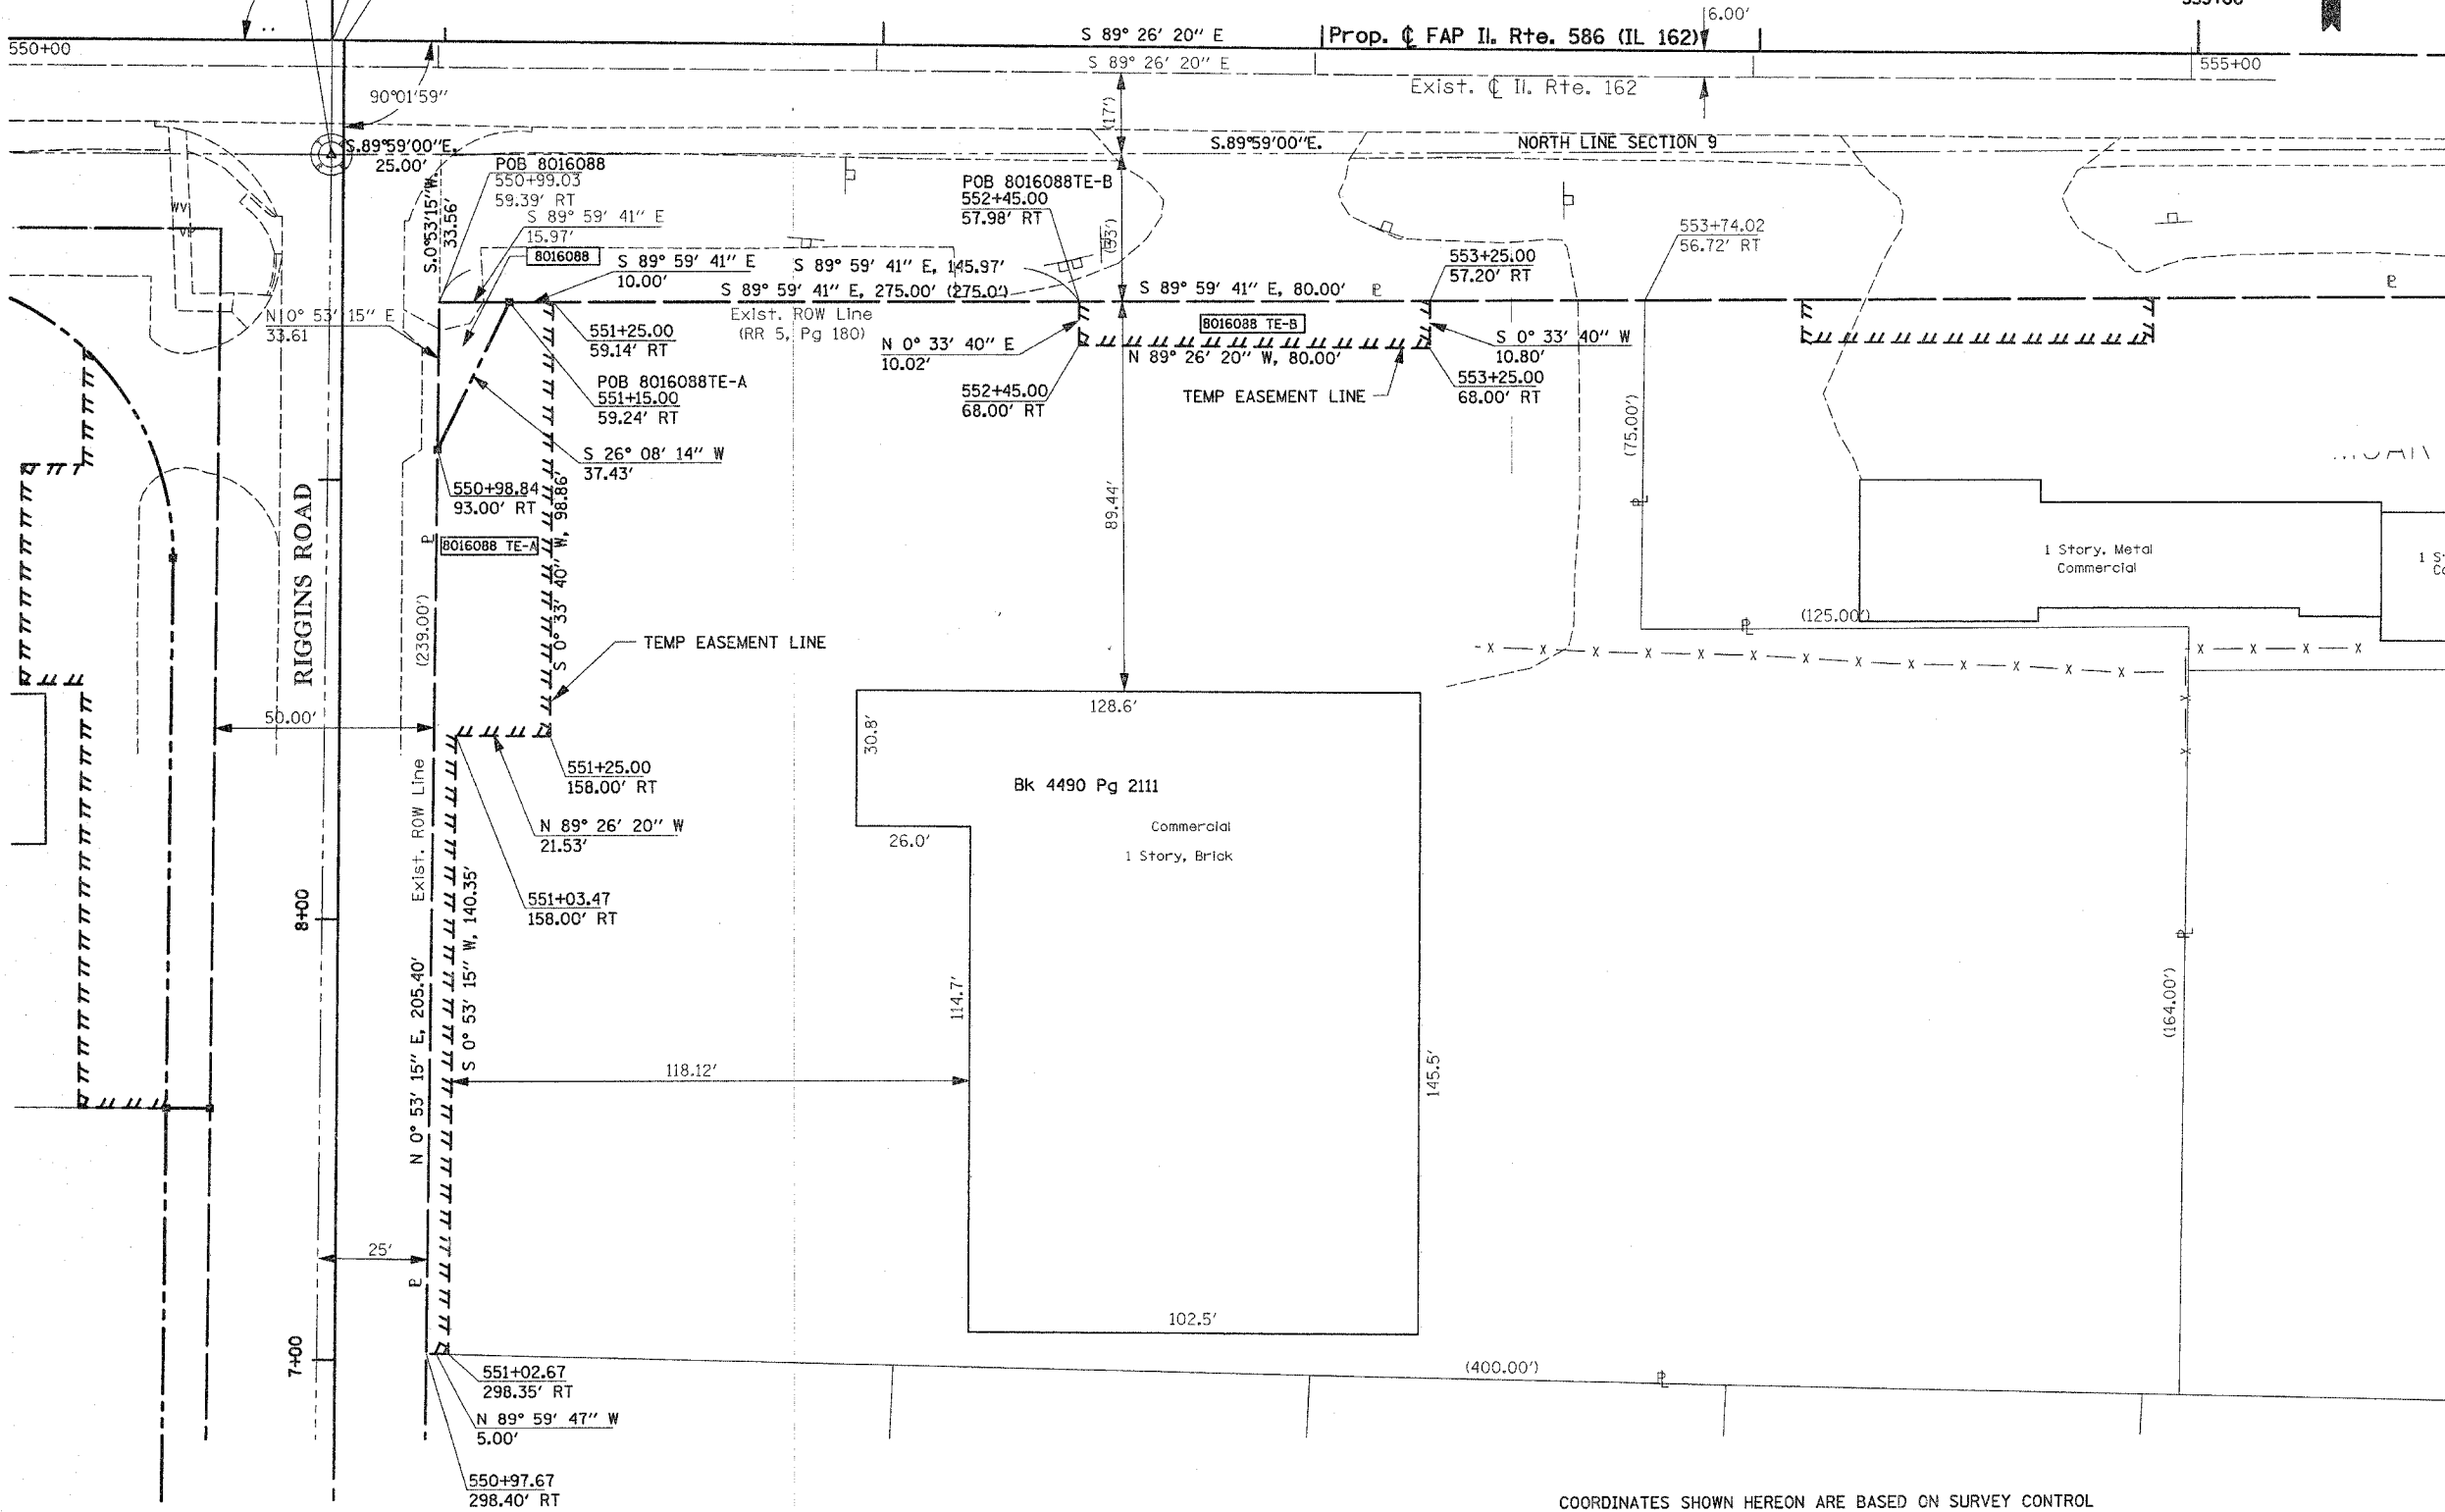 6.00'
550+00
S 89° 26' 20" E
Prop. ℄ FAP Il. Rte. 586 (IL 162)
S 89° 26' 20" E
555+00
Exist. ℄ Il. Rte. 162
90°01'59"
(17')
S.89°59'00"E.
25.00'
S.89°59'00"E.
NORTH LINE SECTION 9
POB 8016088
550+99.03
59.39' RT
S.0°53'15"W.
33.56'
S 89° 59' 41" E
15.97'
8016088
WV
POB 8016088TE-B
552+45.00
57.98' RT
(33')
553+74.02
56.72' RT
S 89° 59' 41" E
10.00'
S 89° 59' 41" E, 145.97'
553+25.00
57.20' RT
S 89° 59' 41" E, 275.00' (275.0')
S 89° 59' 41" E, 80.00'
Exist. ROW Line
(RR 5, Pg 180)
N 0° 53' 15" E
33.61
551+25.00
59.14' RT
8016088 TE-B
N 0° 33' 40" E
10.02'
S 0° 33' 40" W
10.80'
N 89° 26' 20" W, 80.00'
POB 8016088TE-A
551+15.00
59.24' RT
552+45.00
68.00' RT
TEMP EASEMENT LINE
553+25.00
68.00' RT
(75.00')
S 26° 08' 14" W
37.43'
550+98.84
93.00' RT
89.44'
RIGGINS ROAD
8016088 TE-A
S 0° 33' 40" W, 98.86'
1 Story, Metal
Commercial
(239.00')
(125.00')
TEMP EASEMENT LINE
50.00'
128.6'
30.8'
551+25.00
158.00' RT
Bk 4490 Pg 2111
Exist. ROW Line
N 89° 26' 20" W
21.53'
26.0'
Commercial
1 Story, Brick
551+03.47
158.00' RT
8+00
S 0° 53' 15" W, 140.35'
N 0° 53' 15" E, 205.40'
114.7'
(164.00')
118.12'
145.5'
25'
102.5'
7+00
(400.00')
551+02.67
298.35' RT
N 89° 59' 47" W
5.00'
550+97.67
298.40' RT
COORDINATES SHOWN HEREON ARE BASED ON SURVEY CONTROL